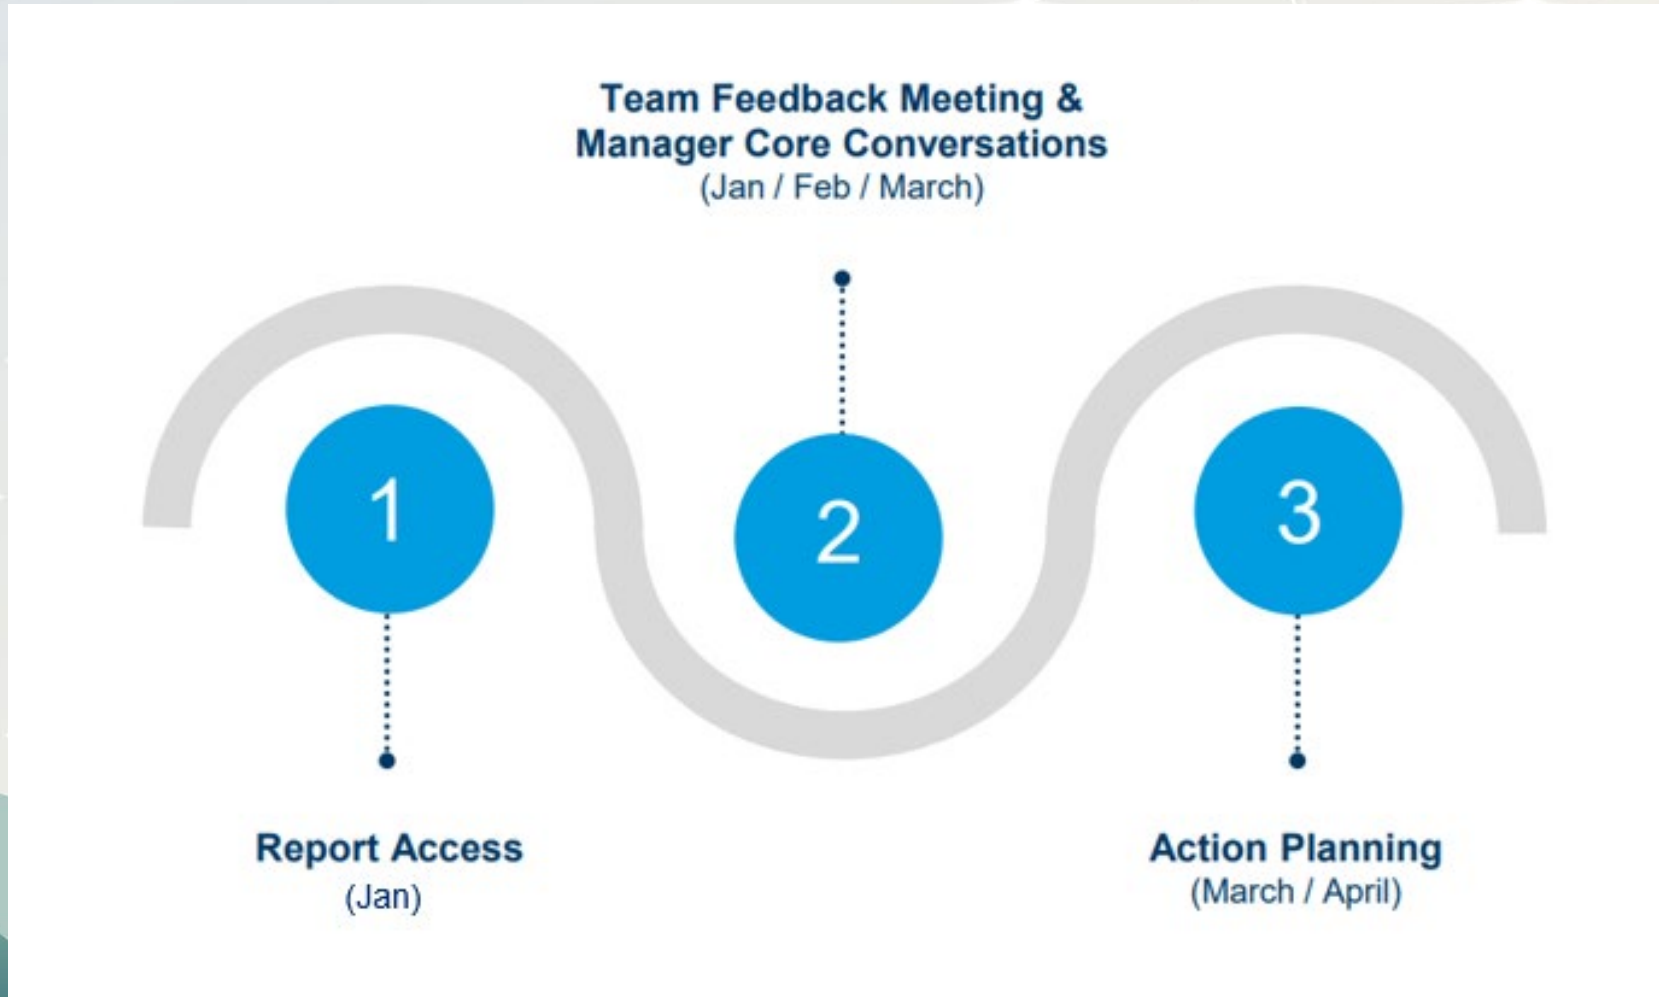 Team Feedback Meeting &
Manager Core Conversations
(Jan / Feb / March)
1
2
3
Report Access
(Jan)
Action Planning
(March / April)